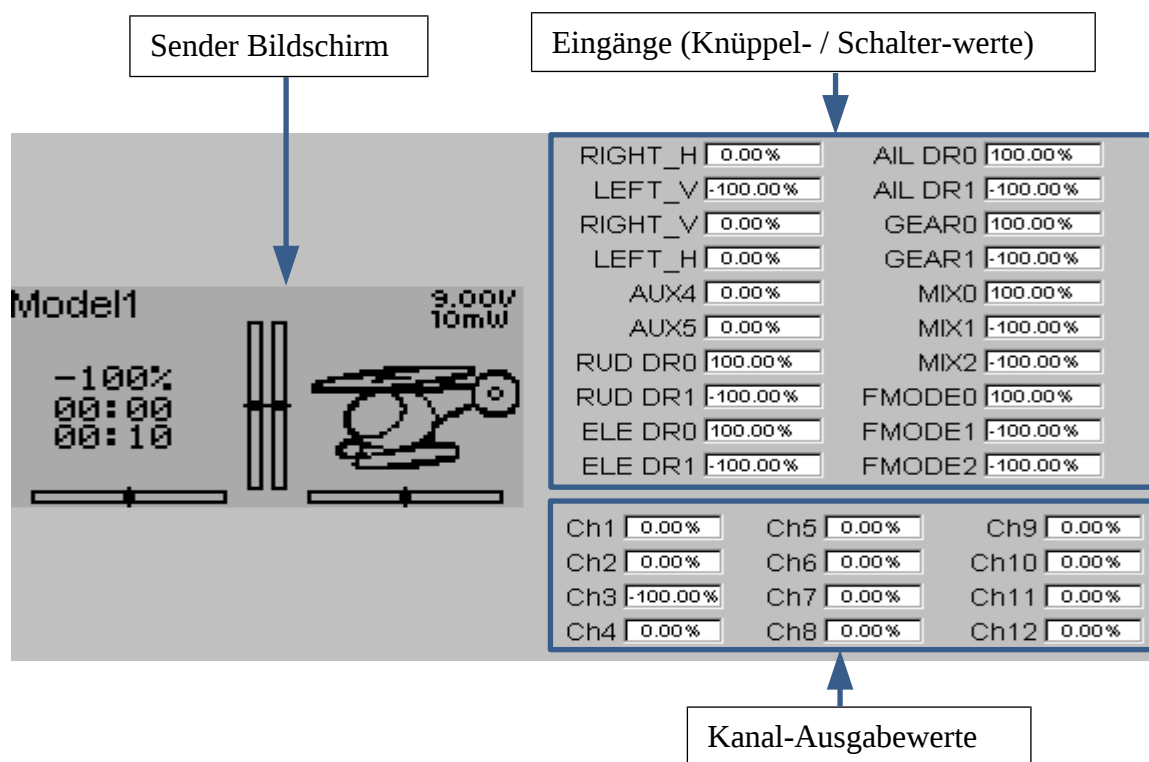 Sender Bildschirm
Eingänge (Knüppel- / Schalter-werte)
RIGHT_H 0.00% AIL DR0 100.00%
LEFT_V -100.00% AIL DR1 -100.00%
RIGHT_V 0.00% GEAR0 100.00%
LEFT_H 0.00% GEAR1 -100.00%
AUX4 0.00% MIX0 100.00%
AUX5 0.00% MIX1 -100.00%
RUD DR0 100.00% MIX2 -100.00%
RUD DR1 -100.00% FMODE0 100.00%
ELE DR0 100.00% FMODE1 -100.00%
ELE DR1 -100.00% FMODE2 -100.00%
Model1 9.00V
10mW
-100%
00:00
00:10
Ch1 0.00% Ch5 0.00% Ch9 0.00%
Ch2 0.00% Ch6 0.00% Ch10 0.00%
Ch3 -100.00% Ch7 0.00% Ch11 0.00%
Ch4 0.00% Ch8 0.00% Ch12 0.00%
Kanal-Ausgabewerte